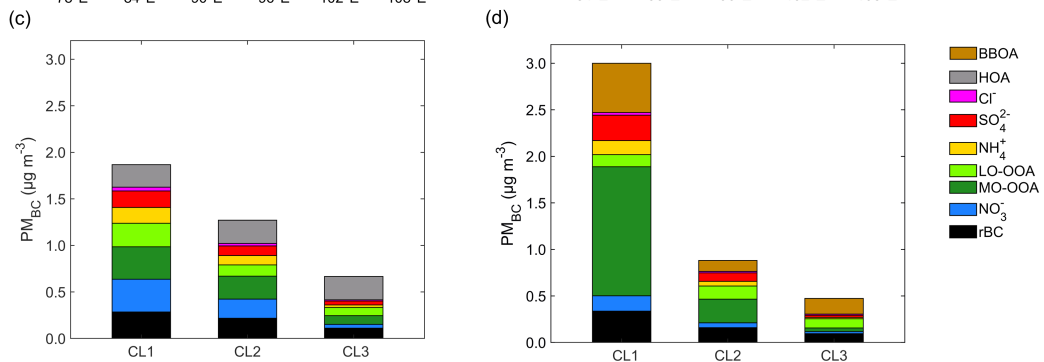 (c)
3.0
2.5
2.0
1.5
1.0
0.5
0.0
PM_BC (µg m^-3)
CL1 CL2 CL3
(d)
3.0
2.5
2.0
1.5
1.0
0.5
0.0
PM_BC (µg m^-3)
CL1 CL2 CL3
BBOA
HOA
Cl^-
SO_4^2-
NH_4^+
LO-OOA
MO-OOA
NO_3^-
rBC